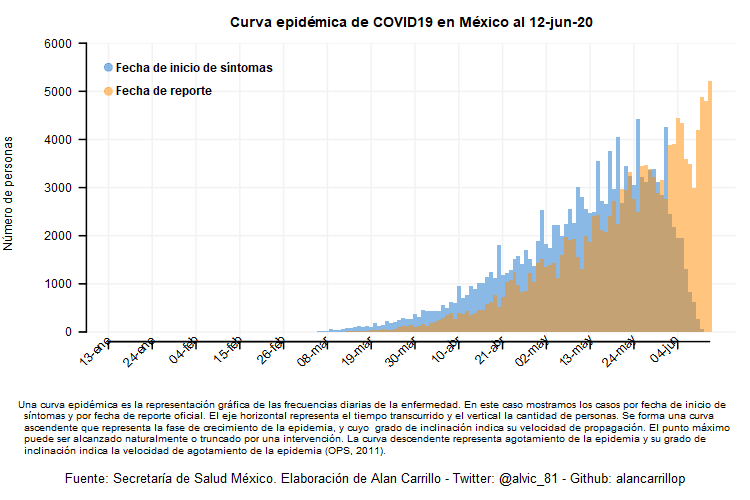 Curva epidémica de COVID19 en México al 12-jun-20
Fecha de inicio de síntomas
Fecha de reporte
Número de personas
6000
5000
4000
3000
2000
1000
0
13-ene
24-ene
04-feb
15-feb
26-feb
08-mar
19-mar
30-mar
10-abr
21-abr
02-may
13-may
24-may
04-jun
Una curva epidémica es la representación gráfica de las frecuencias diarias de la enfermedad. En este caso mostramos los casos por fecha de inicio de
síntomas y por fecha de reporte oficial. El eje horizontal representa el tiempo transcurrido y el vertical la cantidad de personas. Se forma una curva
ascendente que representa la fase de crecimiento de la epidemia, y cuyo grado de inclinación indica su velocidad de propagación. El punto máximo
puede ser alcanzado naturalmente o truncado por una intervención. La curva descendente representa agotamiento de la epidemia y su grado de
inclinación indica la velocidad de agotamiento de la epidemia (OPS, 2011).
Fuente: Secretaría de Salud México. Elaboración de Alan Carrillo - Twitter: @alvic_81 - Github: alancarrillop